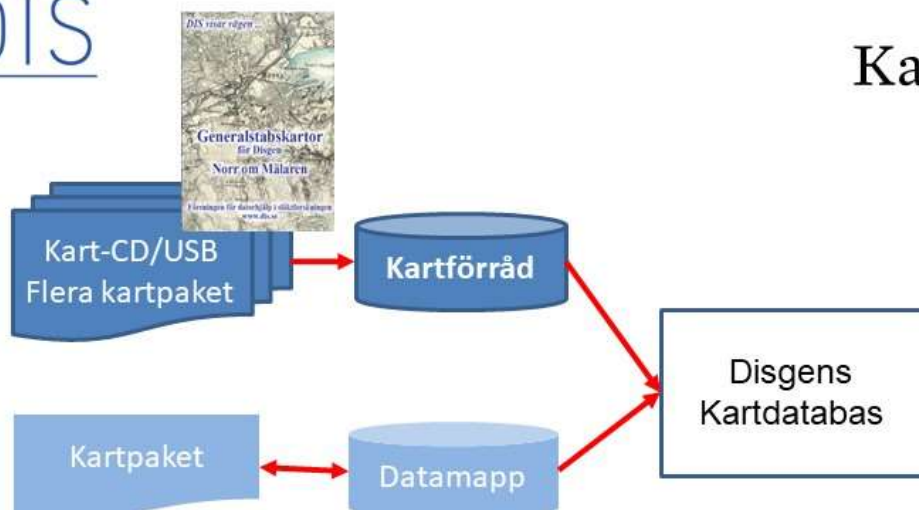 DIS
Ka
DIS visar vägen ...
Generalstabskartor
för Disgen
Norr om Mälaren
Föreningen för datorhjälp i släktforskningen
www.dis.se
Kart-CD/USB
Flera kartpaket
Kartförråd
Disgens
Kartdatabas
Kartpaket
Datamapp